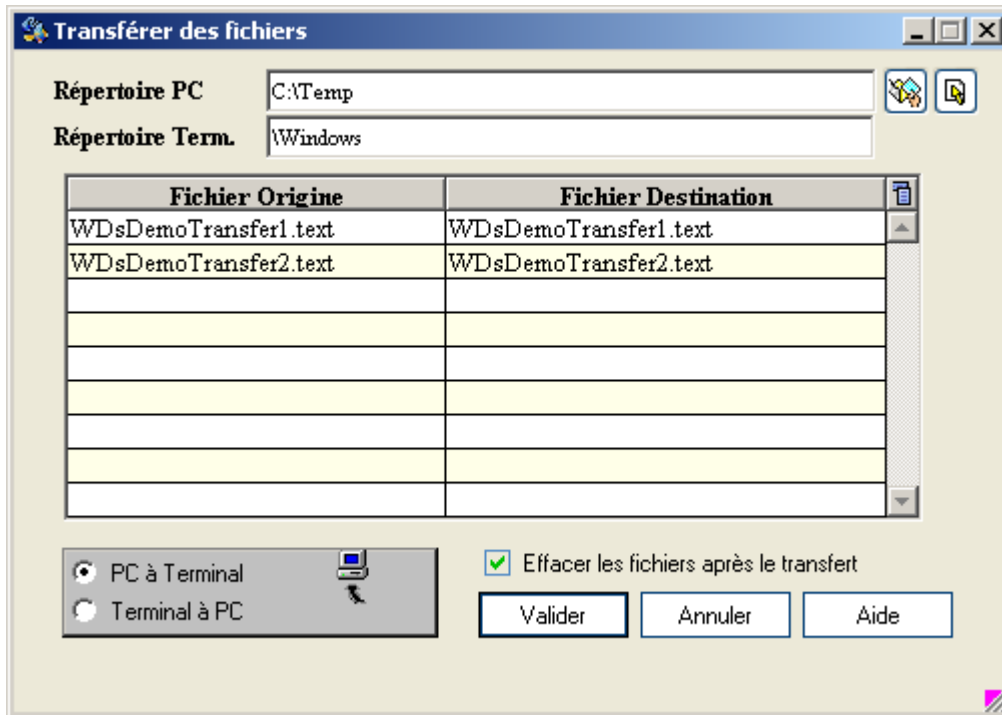 Transférer des fichiers
Répertoire PC C:\Temp
Répertoire Term. \Windows
Fichier Origine Fichier Destination
WDsDemoTransfer1.text WDsDemoTransfer1.text
WDsDemoTransfer2.text WDsDemoTransfer2.text
PC à Terminal
Terminal à PC
Effacer les fichiers après le transfert
Valider Annuler Aide